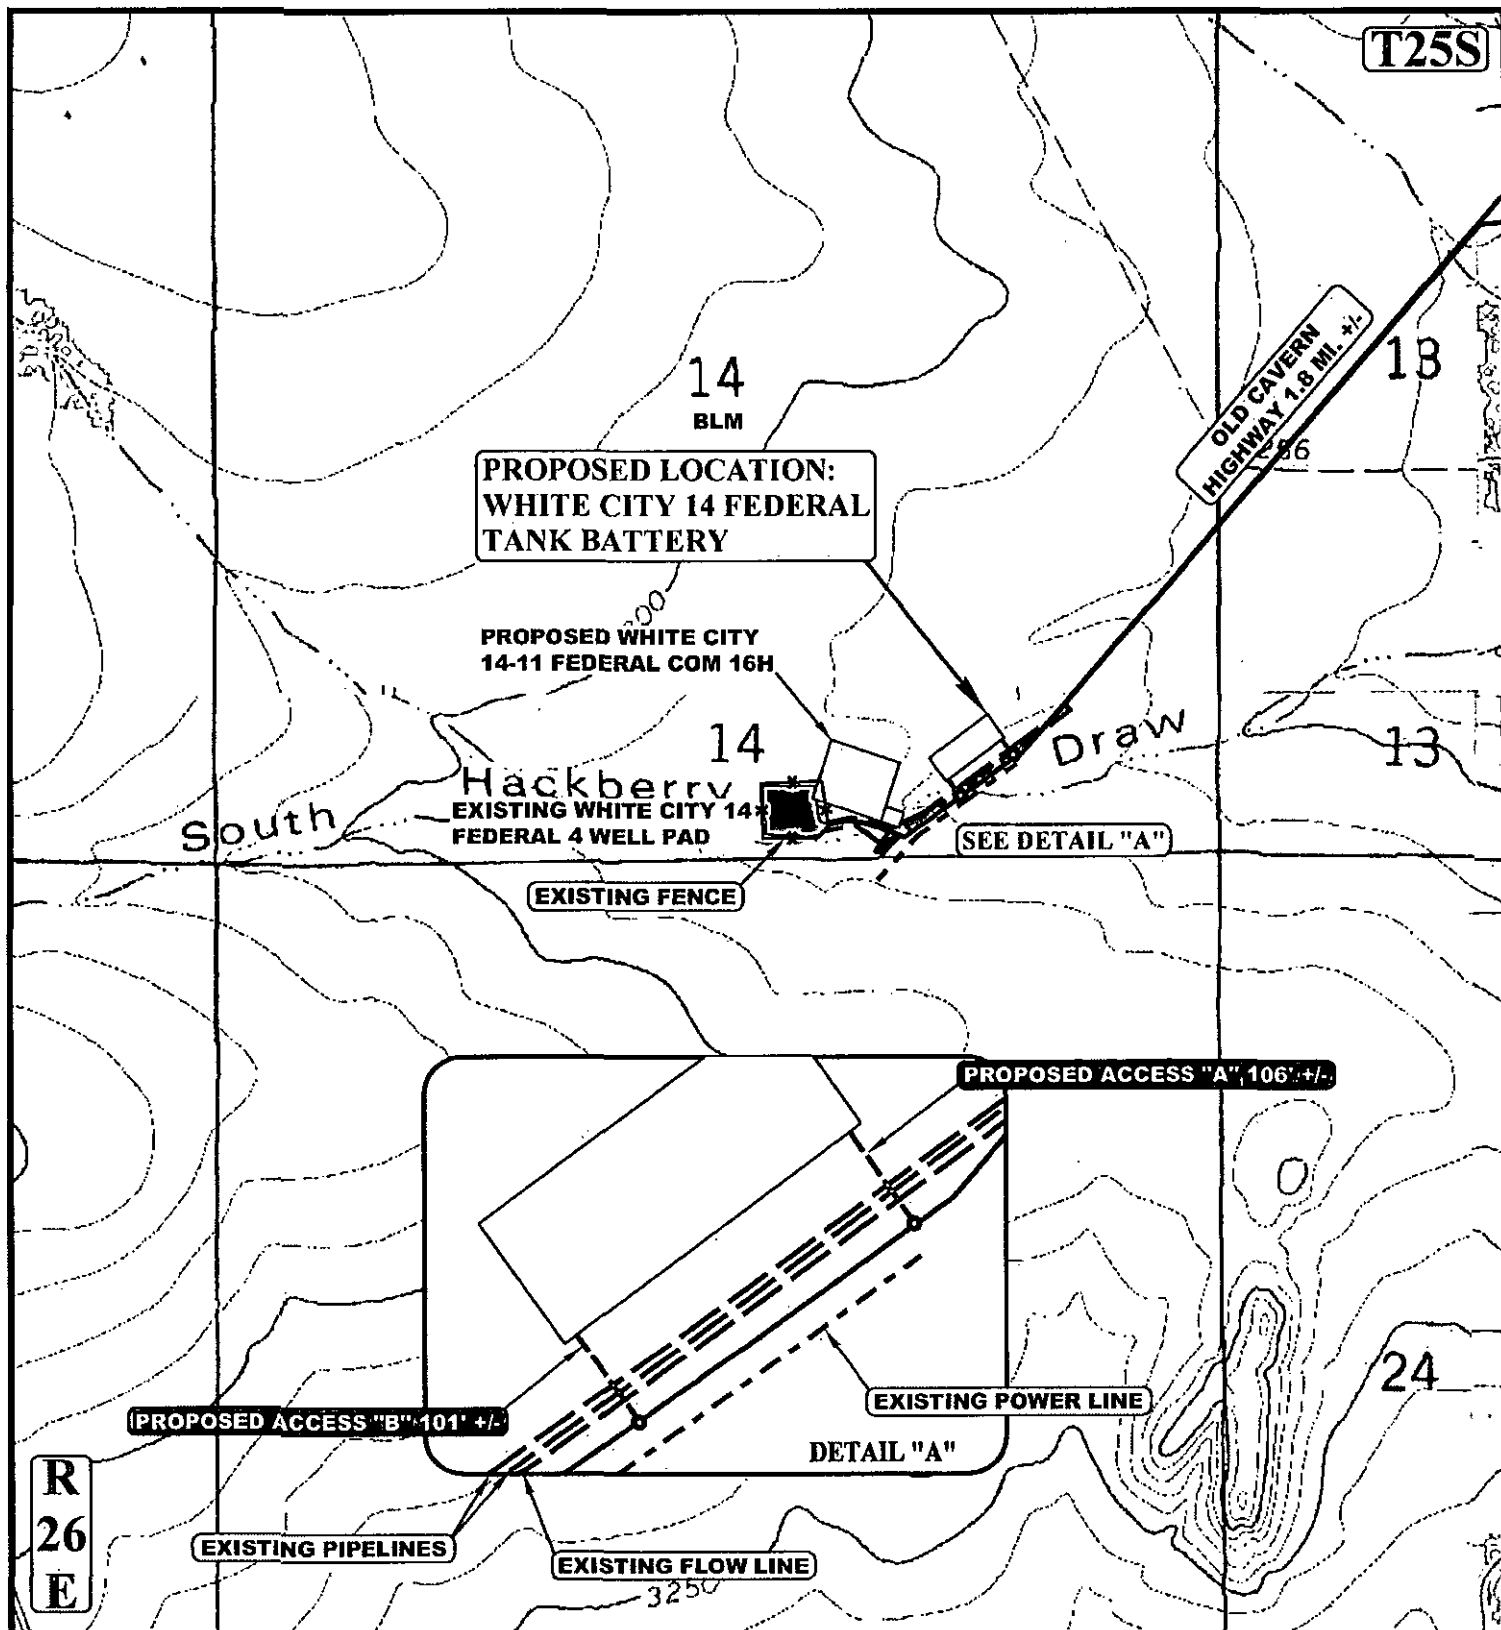 T25S
OLD CAVERN
HIGHWAY 1.8 MI. +/-
13
14
BLM
PROPOSED LOCATION:
WHITE CITY 14 FEDERAL
TANK BATTERY
PROPOSED WHITE CITY
14-11 FEDERAL COM 16H
14
13
South Hackberry Draw
EXISTING WHITE CITY 14
FEDERAL 4 WELL PAD
SEE DETAIL "A"
EXISTING FENCE
PROPOSED ACCESS "A" 106' +/-
24
EXISTING POWER LINE
PROPOSED ACCESS "B" 101' +/-
DETAIL "A"
R
26
E
EXISTING PIPELINES
EXISTING FLOW LINE
3250